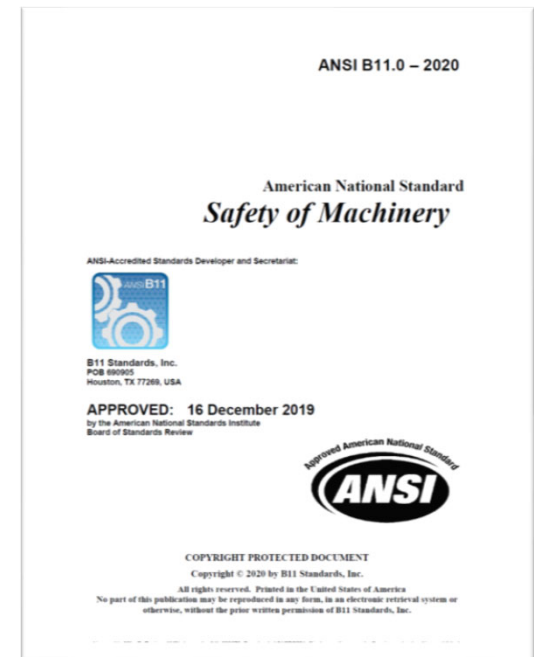 ANSI B11.0 – 2020
American National Standard
Safety of Machinery
ANSI-Accredited Standards Developer and Secretariat:
ANSI B11
B11 Standards, Inc.
POB 690905
Houston, TX 77269, USA
APPROVED: 16 December 2019
by the American National Standards Institute
Board of Standards Review
Approved American National Standard
ANSI
COPYRIGHT PROTECTED DOCUMENT
Copyright © 2020 by B11 Standards, Inc.
All rights reserved. Printed in the United States of America
No part of this publication may be reproduced in any form, in an electronic retrieval system or
otherwise, without the prior written permission of B11 Standards, Inc.